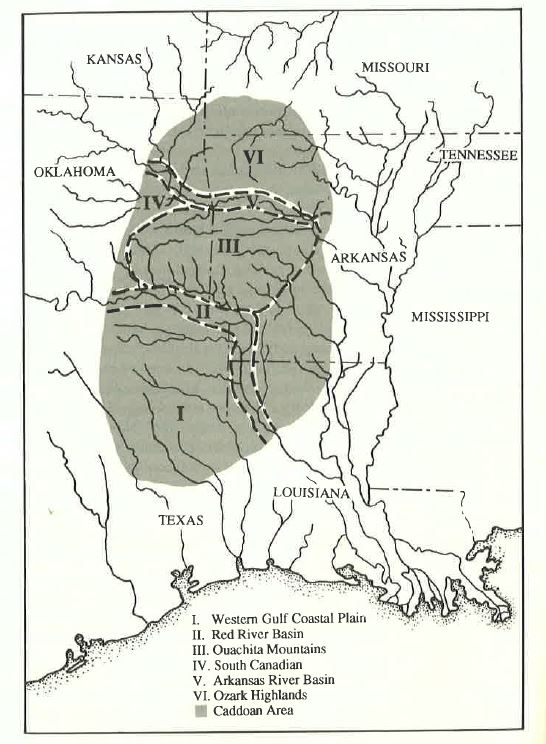 KANSAS
MISSOURI
VI
TENNESSEE
OKLAHOMA
IV
V
III
ARKANSAS
II
MISSISSIPPI
I
LOUISIANA
TEXAS
I. Western Gulf Coastal Plain
II. Red River Basin
III. Ouachita Mountains
IV. South Canadian
V. Arkansas River Basin
VI. Ozark Highlands
Caddoan Area